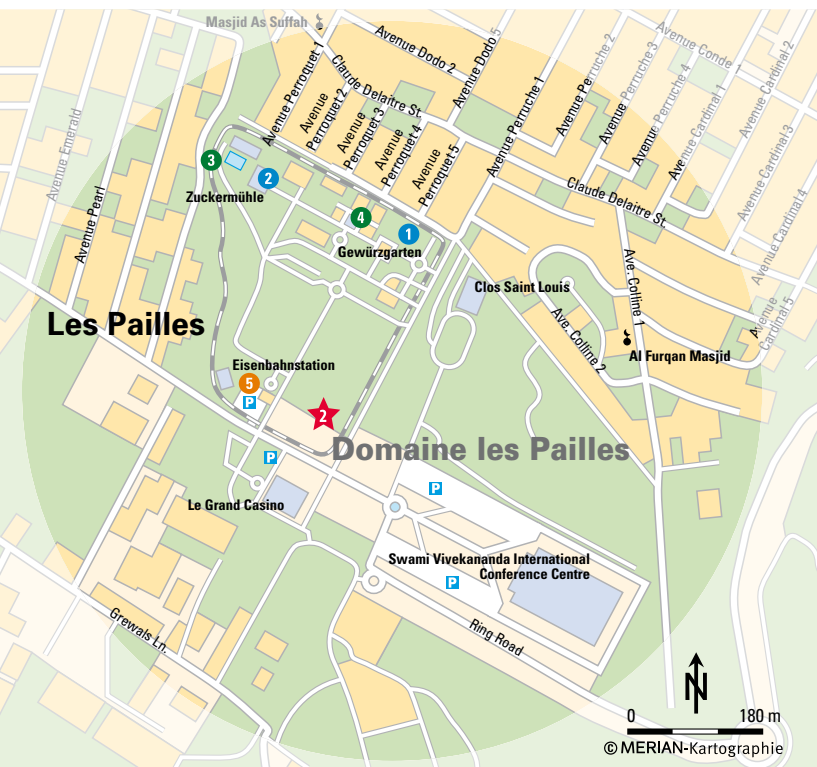 Masjid As Suffah
Avenue Dodo 2
Avenue Dodo 5
Avenue Conde 1
Avenue Cardinal 2
Avenue Perroquet 1
Claude Delaitre St.
Avenue Peruche 1
Avenue Perruche 2
Avenue Perruche 3
Avenue Perruche 4
Avenue Cardinal 1
Avenue Cardinal 3
Avenue
Perroquet 2
Avenue
Perroquet 3
Avenue
Perroquet 4
Avenue
Perroquet 5
Avenue Emerald
Avenue Pearl
3
2
Zuckermühle
4
1
Gewürzgarten
Claude Delaitre St.
Avenue Cardinal 4
Avenue
Cardinal 5
Ave. Colline 1
Clos Saint Louis
Ave. Colline 2
Les Pailles
Al Furqan Masjid
Eisenbahnstation
5
P
2
Domaine les Pailles
P
P
Le Grand Casino
Swami Vivekananda International
Conference Centre
P
Grewals Ln.
Ring Road
N
0 180 m
© MERIAN-Kartographie